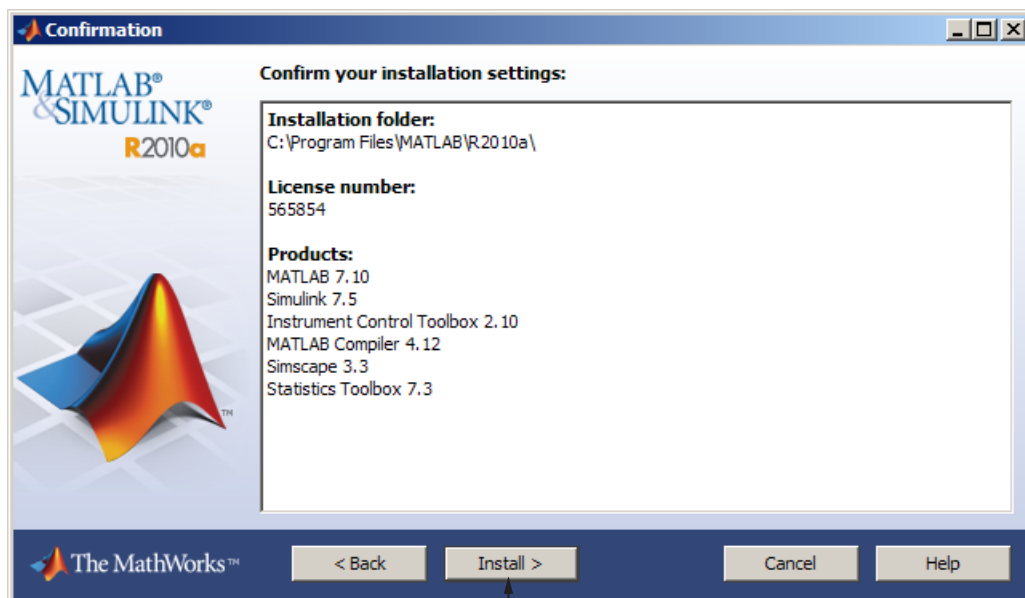 Confirmation
MATLAB®
&SIMULINK®
R2010a
TM
Confirm your installation settings:
Installation folder:
C:\Program Files\MATLAB\R2010a\
License number:
565854
Products:
MATLAB 7.10
Simulink 7.5
Instrument Control Toolbox 2.10
MATLAB Compiler 4.12
Simscape 3.3
Statistics Toolbox 7.3
The MathWorks™
< Back
Install >
Cancel
Help